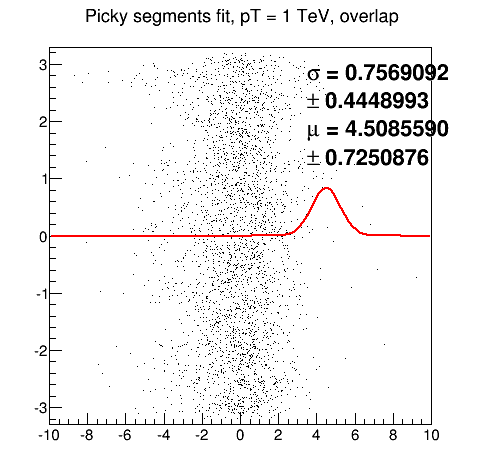 Picky segments fit, pT = 1 TeV, overlap
σ = 0.7569092
± 0.4448993
μ = 4.5085590
± 0.7250876
3
2
1
0
-1
-2
-3
-10 -8 -6 -4 -2 0 2 4 6 8 10